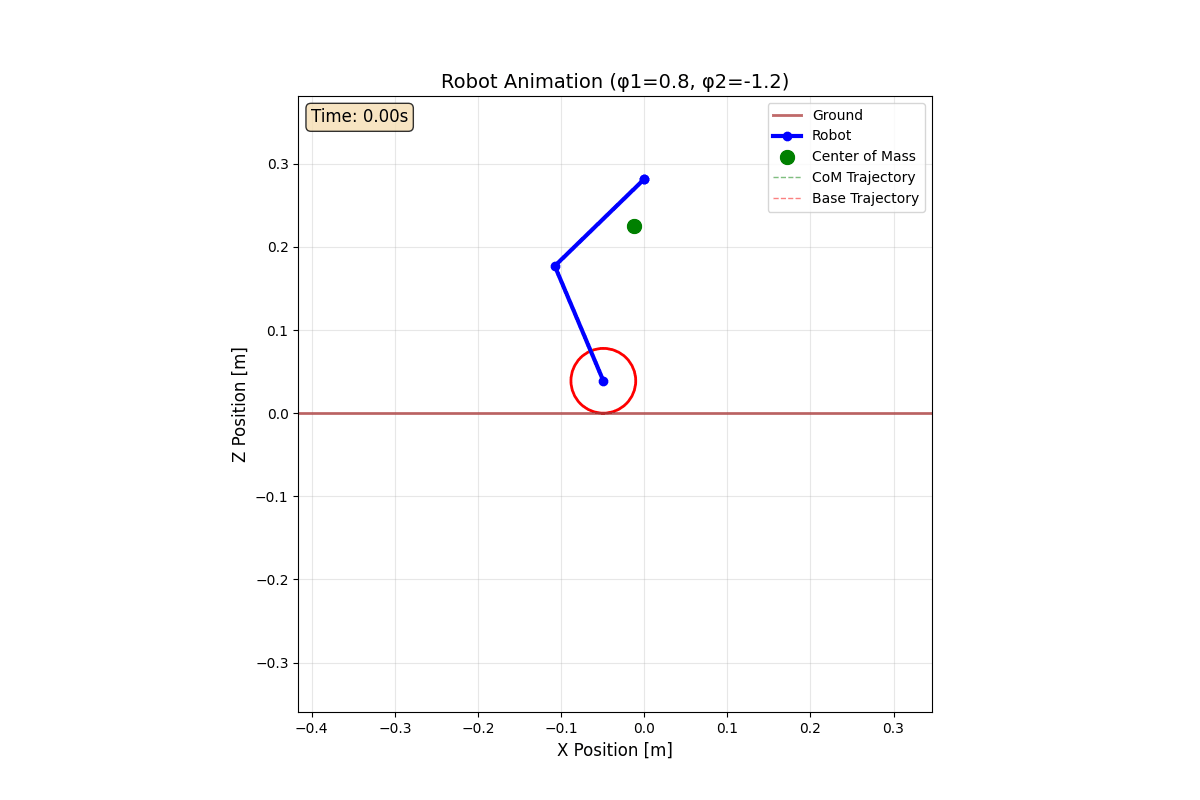 Robot Animation (φ1=0.8, φ2=-1.2)
Time: 0.00s
Ground
Robot
Center of Mass
CoM Trajectory
Base Trajectory
Z Position [m]
0.3
0.2
0.1
0.0
−0.1
−0.2
−0.3
−0.4
−0.3
−0.2
−0.1
0.0
0.1
0.2
0.3
X Position [m]